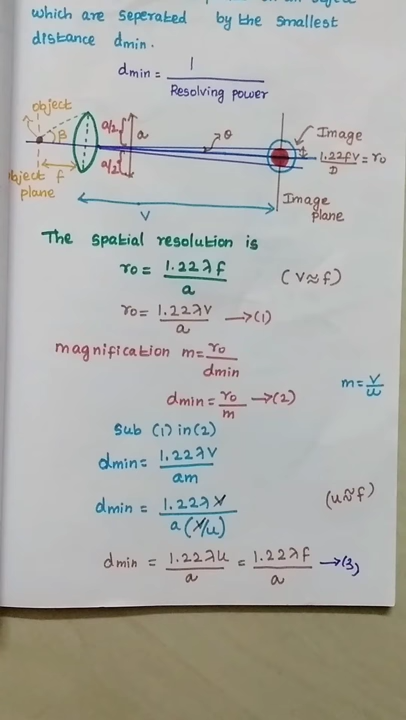 which are seperated by the smallest
distance dmin.
dmin = 1 / Resolving power
object
β
a/2
a/2
a
θ
Image
1.22fV / D = r0
object plane
f
V
Image plane
The spatial resolution is
r0 = 1.22λf / a (V≈f)
r0 = 1.22λV / a →(1)
magnification m = r0 / dmin
dmin = r0 / m →(2)
m = V / u
Sub (1) in (2)
dmin = 1.22λV / am
dmin = 1.22λV / a(V/u) (u≈f)
dmin = 1.22λu / a = 1.22λf / a →(3)